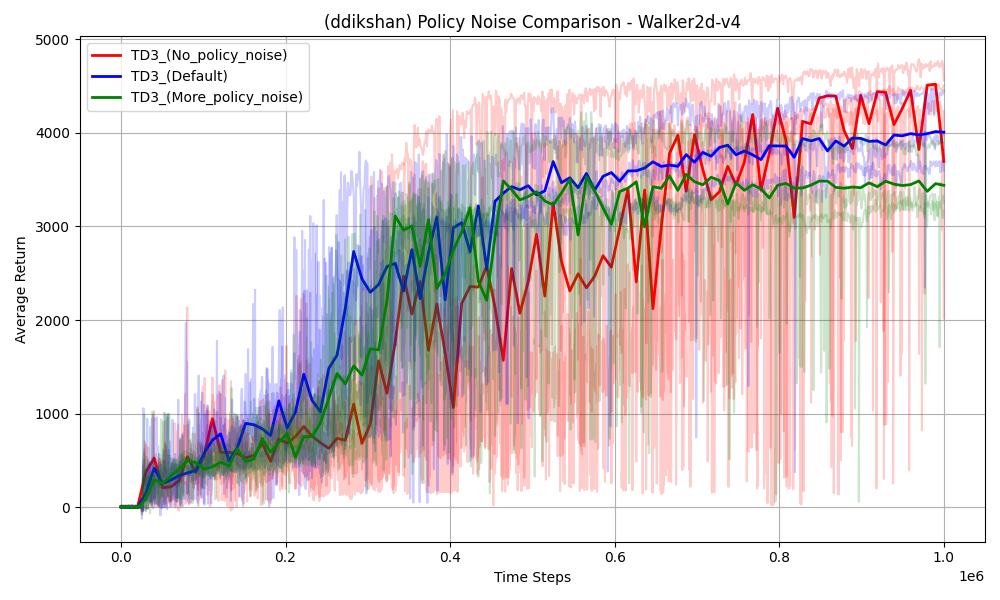 (ddikshan) Policy Noise Comparison - Walker2d-v4
TD3_(No_policy_noise)
TD3_(Default)
TD3_(More_policy_noise)
Average Return
5000
4000
3000
2000
1000
0
0.0 0.2 0.4 0.6 0.8 1.0
1e6
Time Steps